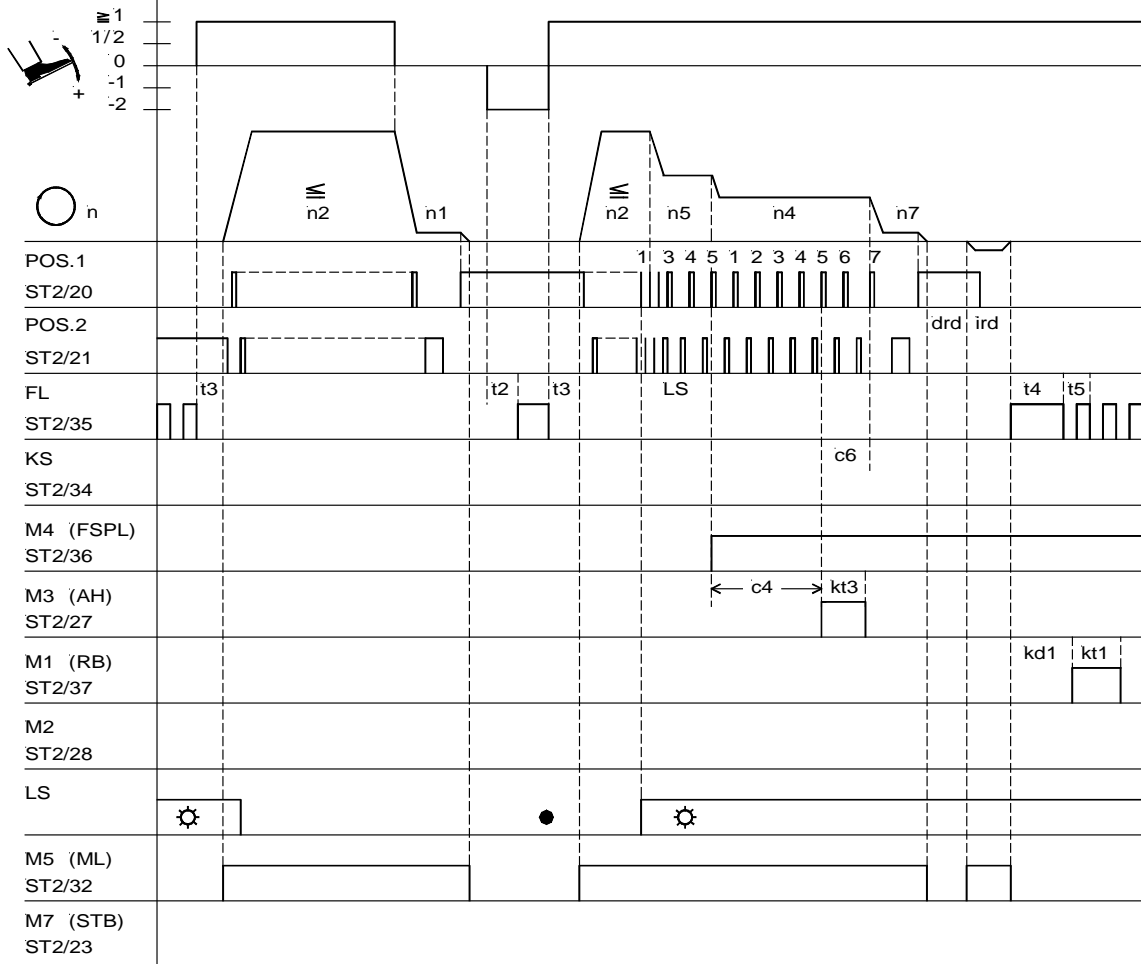 ≧1
- 1/2
0
-1
+ -2
n ≦ n2 n1 ≦ n2 n5 n4 n7
POS.1 1 3 4 5 1 2 3 4 5 6 7
ST2/20
POS.2 drd ird
ST2/21
FL t3 t2 t3 LS t4 t5
ST2/35
KS c6
ST2/34
M4 (FSPL)
ST2/36
M3 (AH) c4 kt3
ST2/27
M1 (RB) kd1 kt1
ST2/37
M2
ST2/28
LS
M5 (ML)
ST2/32
M7 (STB)
ST2/23